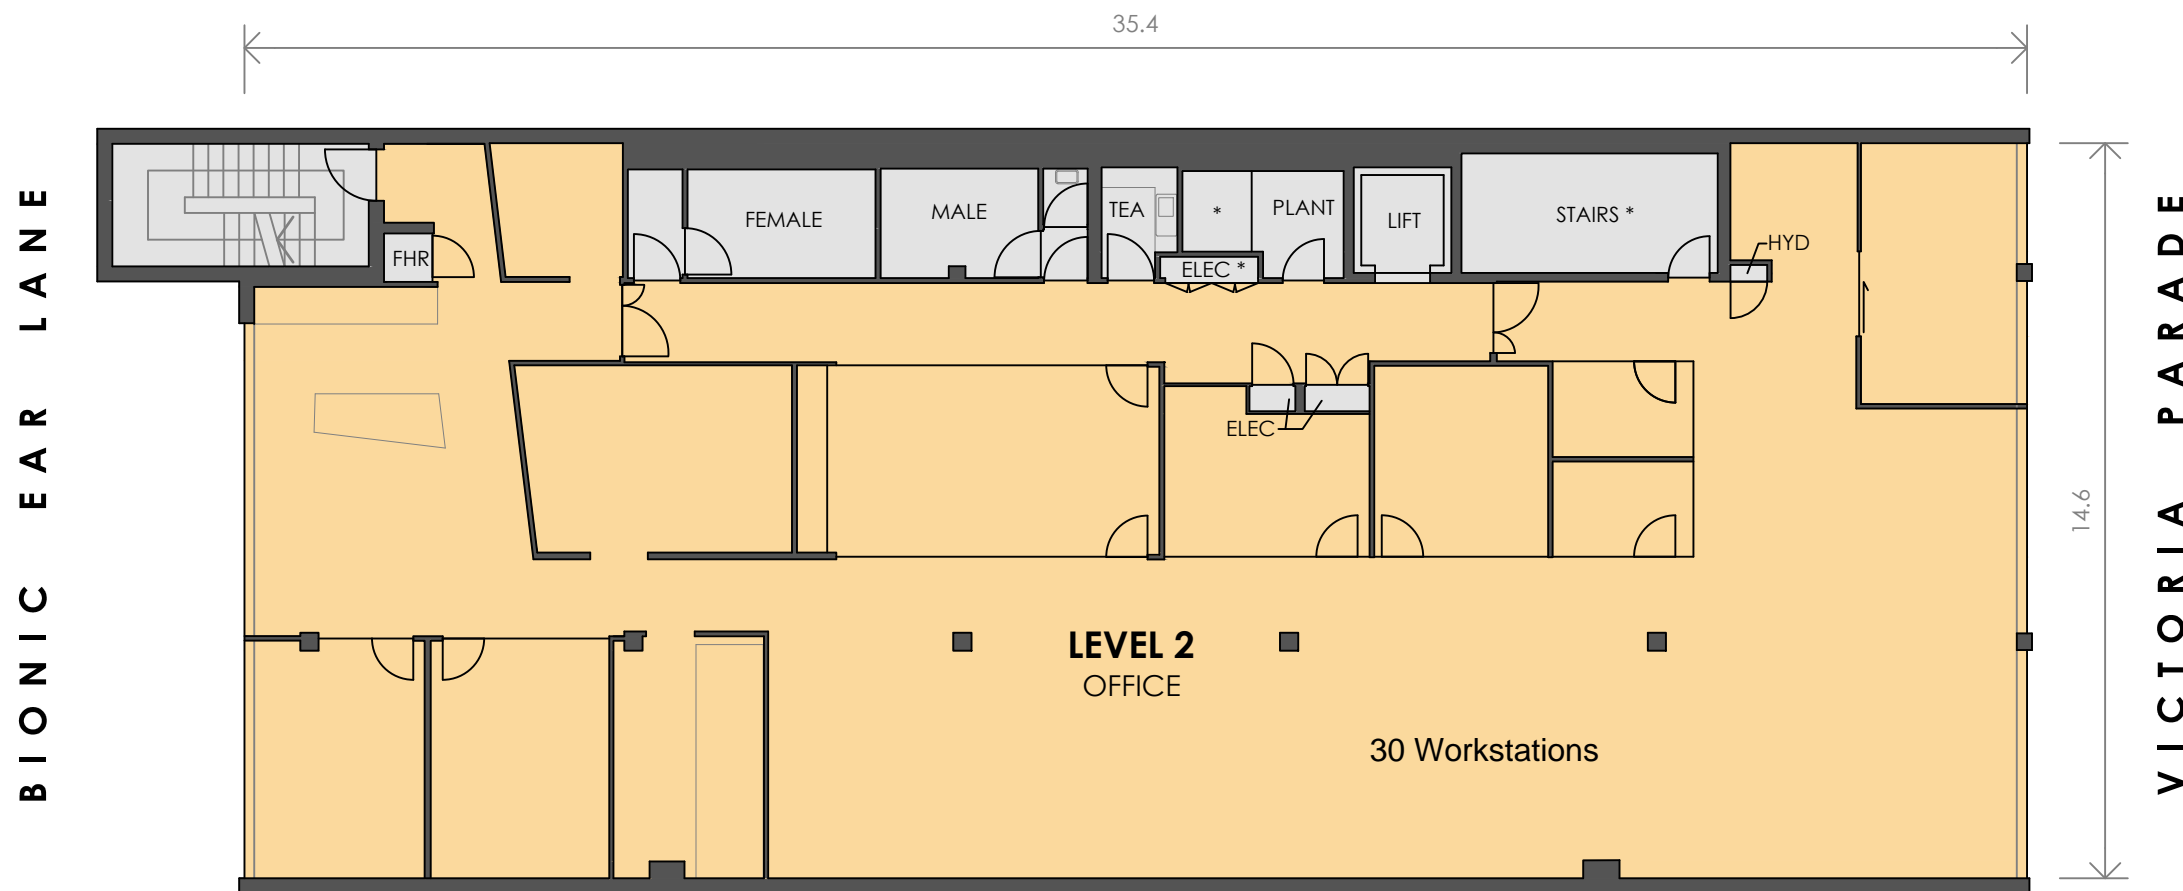 35.4
BIONIC EAR LANE
FHR
FEMALE
MALE
TEA
*
PLANT
LIFT
STAIRS *
HYD
ELEC *
ELEC
14.6
VICTORIA PARADE
LEVEL 2
OFFICE
30 Workstations